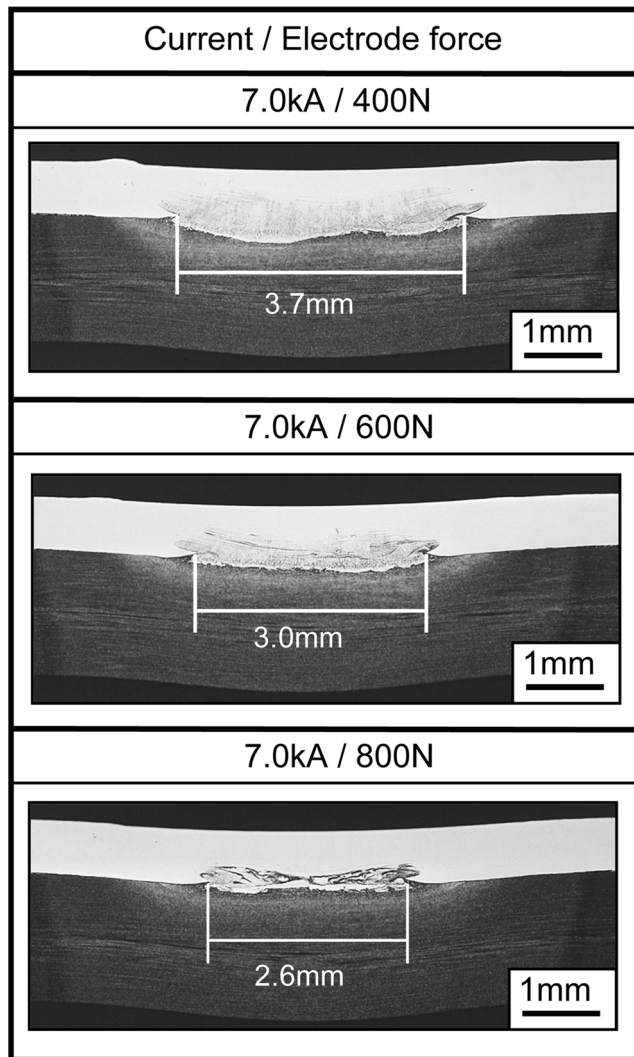 Current / Electrode force
7.0kA / 400N
3.7mm
1mm
7.0kA / 600N
3.0mm
1mm
7.0kA / 800N
2.6mm
1mm